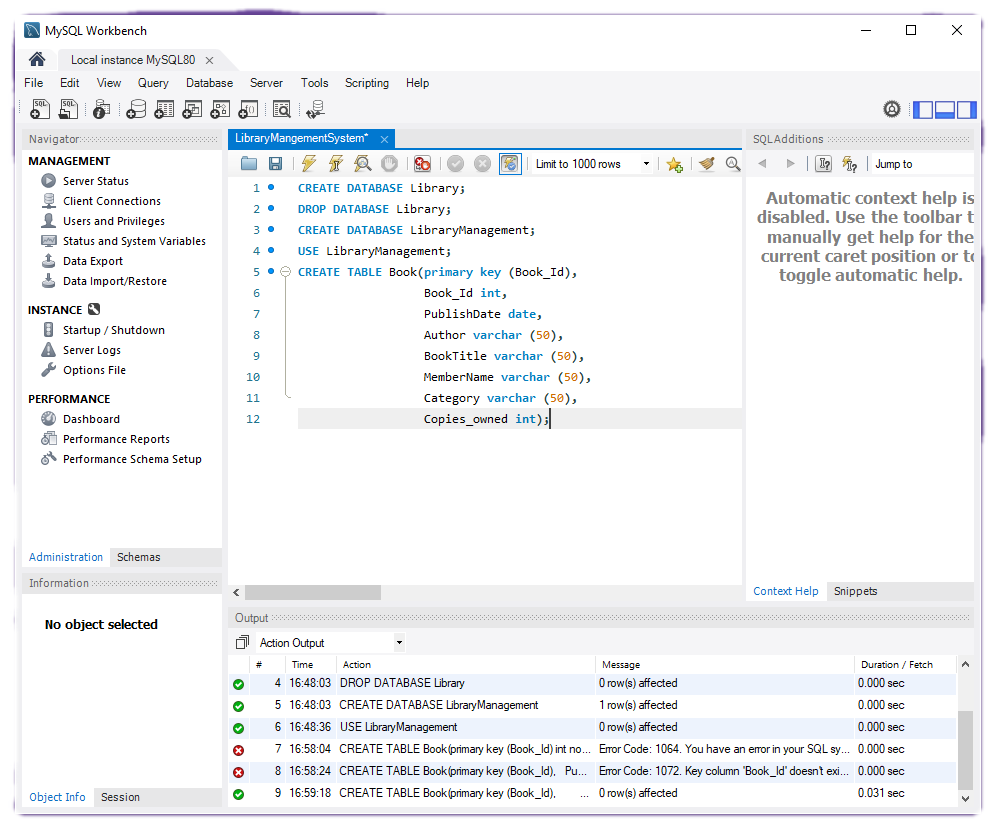 MySQL Workbench
Local instance MySQL80
File Edit View Query Database Server Tools Scripting Help
Navigator
MANAGEMENT
Server Status
Client Connections
Users and Privileges
Status and System Variables
Data Export
Data Import/Restore
INSTANCE
Startup / Shutdown
Server Logs
Options File
PERFORMANCE
Dashboard
Performance Reports
Performance Schema Setup
Administration Schemas
Information
No object selected
Object Info Session
LibraryMangementSystem*
Limit to 1000 rows
1 CREATE DATABASE Library;
2 DROP DATABASE Library;
3 CREATE DATABASE LibraryManagement;
4 USE LibraryManagement;
5 CREATE TABLE Book(primary key (Book_Id),
6 Book_Id int,
7 PublishDate date,
8 Author varchar (50),
9 BookTitle varchar (50),
10 MemberName varchar (50),
11 Category varchar (50),
12 Copies_owned int);
SQLAdditions
Jump to
Automatic context help is
disabled. Use the toolbar t
manually get help for the
current caret position or to
toggle automatic help.
Context Help Snippets
Output
Action Output
# Time Action Message Duration / Fetch
4 16:48:03 DROP DATABASE Library 0 row(s) affected 0.000 sec
5 16:48:03 CREATE DATABASE LibraryManagement 1 row(s) affected 0.000 sec
6 16:48:36 USE LibraryManagement 0 row(s) affected 0.000 sec
7 16:58:04 CREATE TABLE Book(primary key (Book_Id) int no... Error Code: 1064. You have an error in your SQL sy... 0.000 sec
8 16:58:24 CREATE TABLE Book(primary key (Book_Id), Pu... Error Code: 1072. Key column 'Book_Id' doesn't exi... 0.000 sec
9 16:59:18 CREATE TABLE Book(primary key (Book_Id), ... 0 row(s) affected 0.031 sec